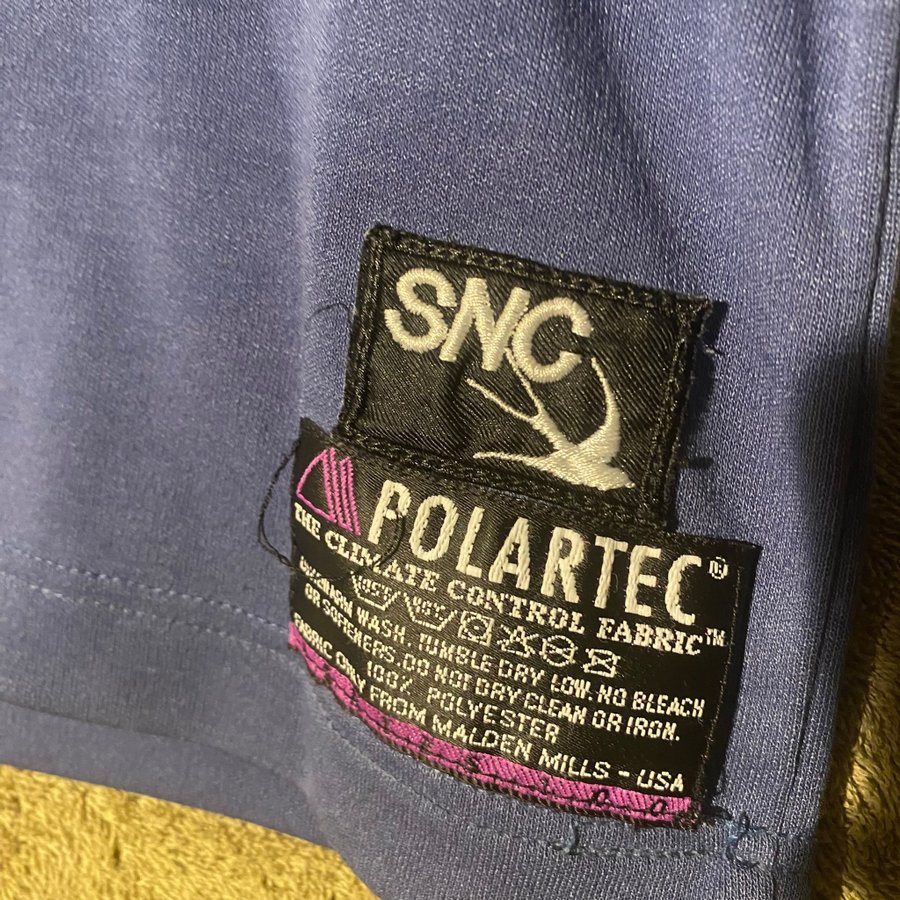 SNC
POLARTEC®
THE CLIMATE CONTROL FABRIC™
LUKEWARM WASH. TUMBLE DRY LOW. NO BLEACH
OR SOFTENERS. DO NOT DRY CLEAN OR IRON.
100% POLYESTER
FABRIC ONLY FROM MALDEN MILLS - USA